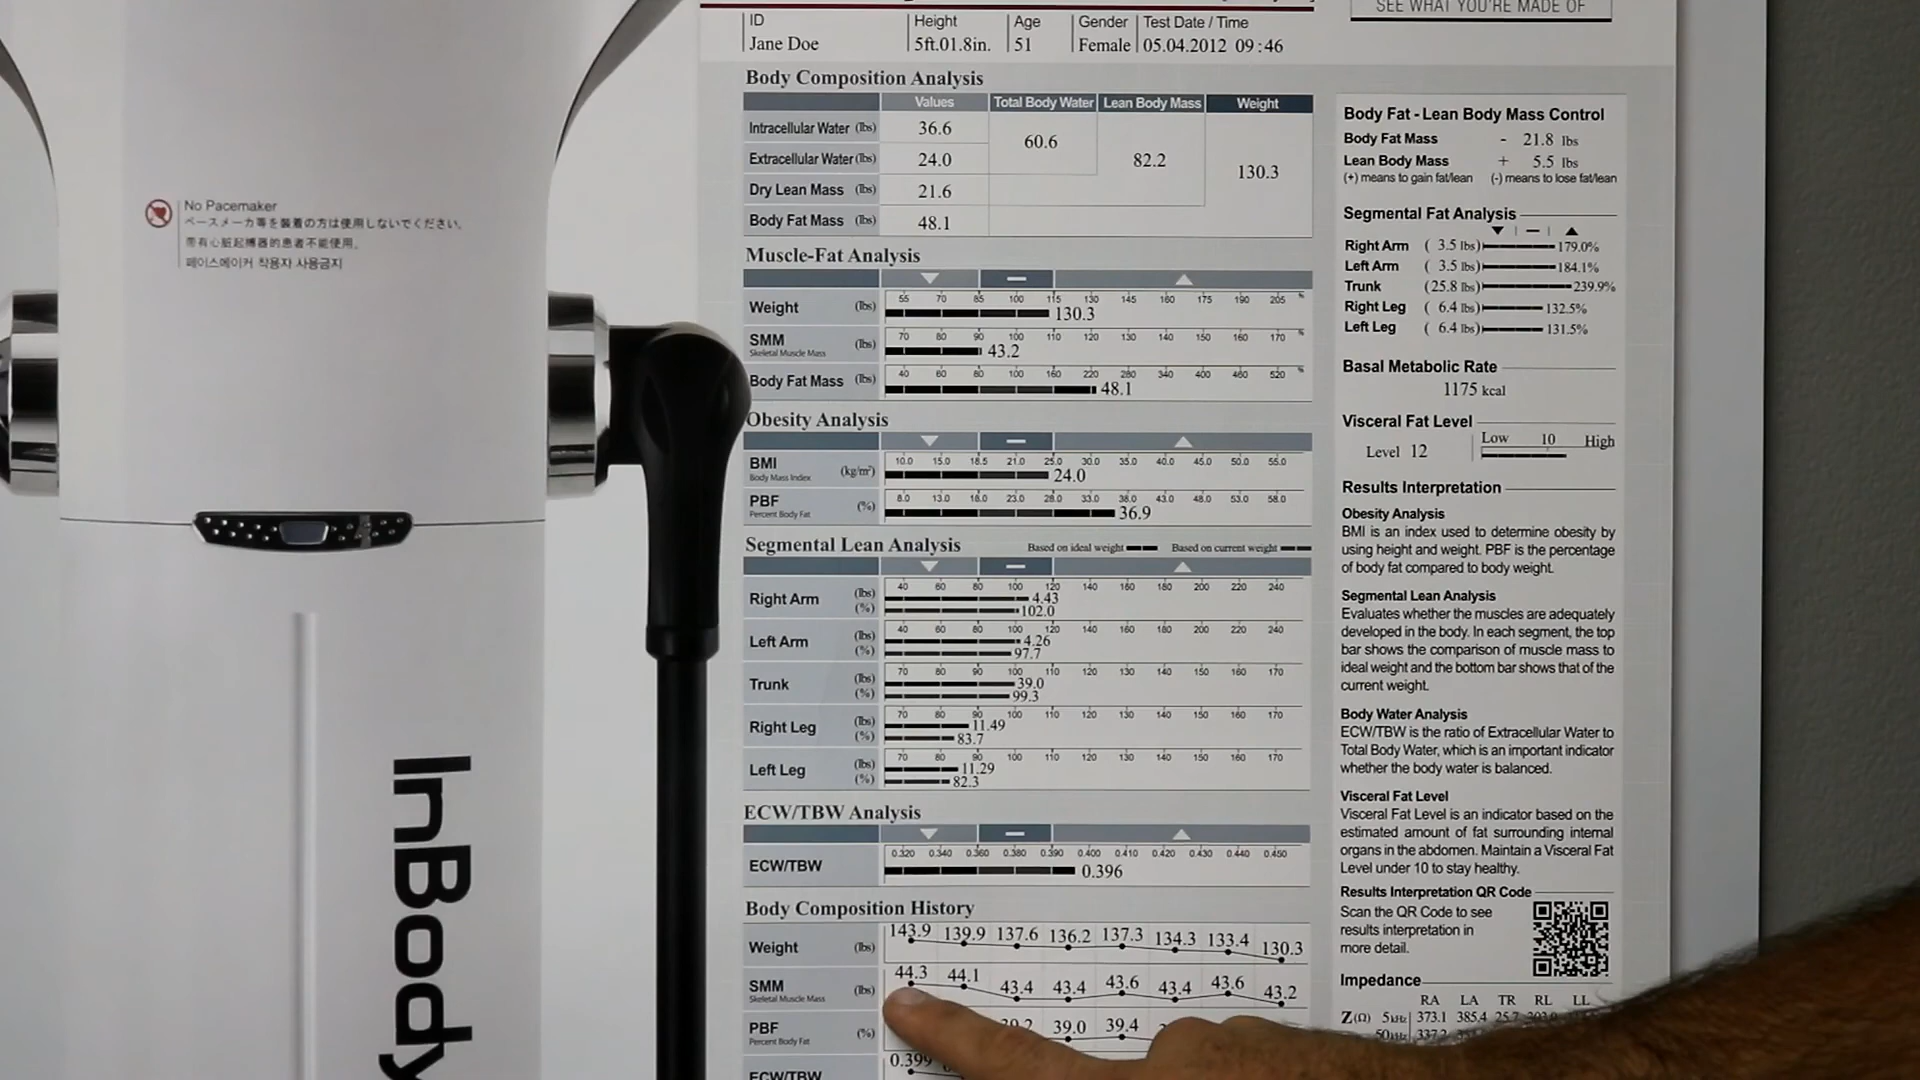 No Pacemaker
ペースメーカ等を装着の方は使用しないでください。
带有心脏起搏器的患者不能使用。
페이스메이커 착용자 사용금지
InBody
SEE WHAT YOU'RE MADE OF
ID Height Age Gender Test Date / Time
Jane Doe 5ft.01.8in. 51 Female 05.04.2012 09:46
Body Composition Analysis
Values Total Body Water Lean Body Mass Weight
Intracellular Water (lbs) 36.6
60.6
Extracellular Water (lbs) 24.0
82.2
130.3
Dry Lean Mass (lbs) 21.6
Body Fat Mass (lbs) 48.1
Muscle-Fat Analysis
55 70 85 100 115 130 145 160 175 190 205 %
Weight (lbs) 130.3
70 80 90 100 110 120 130 140 150 160 170 %
SMM (lbs) 43.2
Skeletal Muscle Mass
40 60 80 100 160 220 280 340 400 460 520 %
Body Fat Mass (lbs) 48.1
Obesity Analysis
10.0 15.0 18.5 21.0 25.0 30.0 35.0 40.0 45.0 50.0 55.0
BMI (kg/m²) 24.0
Body Mass Index
8.0 13.0 18.0 23.0 28.0 33.0 38.0 43.0 48.0 53.0 58.0
PBF (%) 36.9
Percent Body Fat
Segmental Lean Analysis Based on ideal weight Based on current weight
40 60 80 100 120 140 160 180 200 220 240
Right Arm (lbs) 4.43
(%) 102.0
40 60 80 100 120 140 160 180 200 220 240
Left Arm (lbs) 4.26
(%) 97.7
70 80 90 100 110 120 130 140 150 160 170
Trunk (lbs) 39.0
(%) 99.3
70 80 90 100 110 120 130 140 150 160 170
Right Leg (lbs) 11.49
(%) 83.7
70 80 90 100 110 120 130 140 150 160 170
Left Leg (lbs) 11.29
(%) 82.3
ECW/TBW Analysis
0.320 0.340 0.360 0.380 0.390 0.400 0.410 0.420 0.430 0.440 0.450
ECW/TBW 0.396
Body Composition History
Weight (lbs) 143.9 139.9 137.6 136.2 137.3 134.3 133.4 130.3
SMM (lbs) 44.3 44.1 43.4 43.4 43.6 43.4 43.6 43.2
Skeletal Muscle Mass
PBF (%) 39.2 39.0 39.4
Percent Body Fat
ECW/TBW 0.399
Body Fat - Lean Body Mass Control
Body Fat Mass - 21.8 lbs
Lean Body Mass + 5.5 lbs
(+) means to gain fat/lean (-) means to lose fat/lean
Segmental Fat Analysis
Right Arm ( 3.5 lbs) 179.0%
Left Arm ( 3.5 lbs) 184.1%
Trunk (25.8 lbs) 239.9%
Right Leg ( 6.4 lbs) 132.5%
Left Leg ( 6.4 lbs) 131.5%
Basal Metabolic Rate
1175 kcal
Visceral Fat Level
Low 10 High
Level 12
Results Interpretation
Obesity Analysis
BMI is an index used to determine obesity by
using height and weight. PBF is the percentage
of body fat compared to body weight.
Segmental Lean Analysis
Evaluates whether the muscles are adequately
developed in the body. In each segment, the top
bar shows the comparison of muscle mass to
ideal weight and the bottom bar shows that of the
current weight.
Body Water Analysis
ECW/TBW is the ratio of Extracellular Water to
Total Body Water, which is an important indicator
whether the body water is balanced.
Visceral Fat Level
Visceral Fat Level is an indicator based on the
estimated amount of fat surrounding internal
organs in the abdomen. Maintain a Visceral Fat
Level under 10 to stay healthy.
Results Interpretation QR Code
Scan the QR Code to see
results interpretation in
more detail.
Impedance
RA LA TR RL LL
Z(Ω) 5kHz 373.1 385.4 25.7
50kHz 337.2